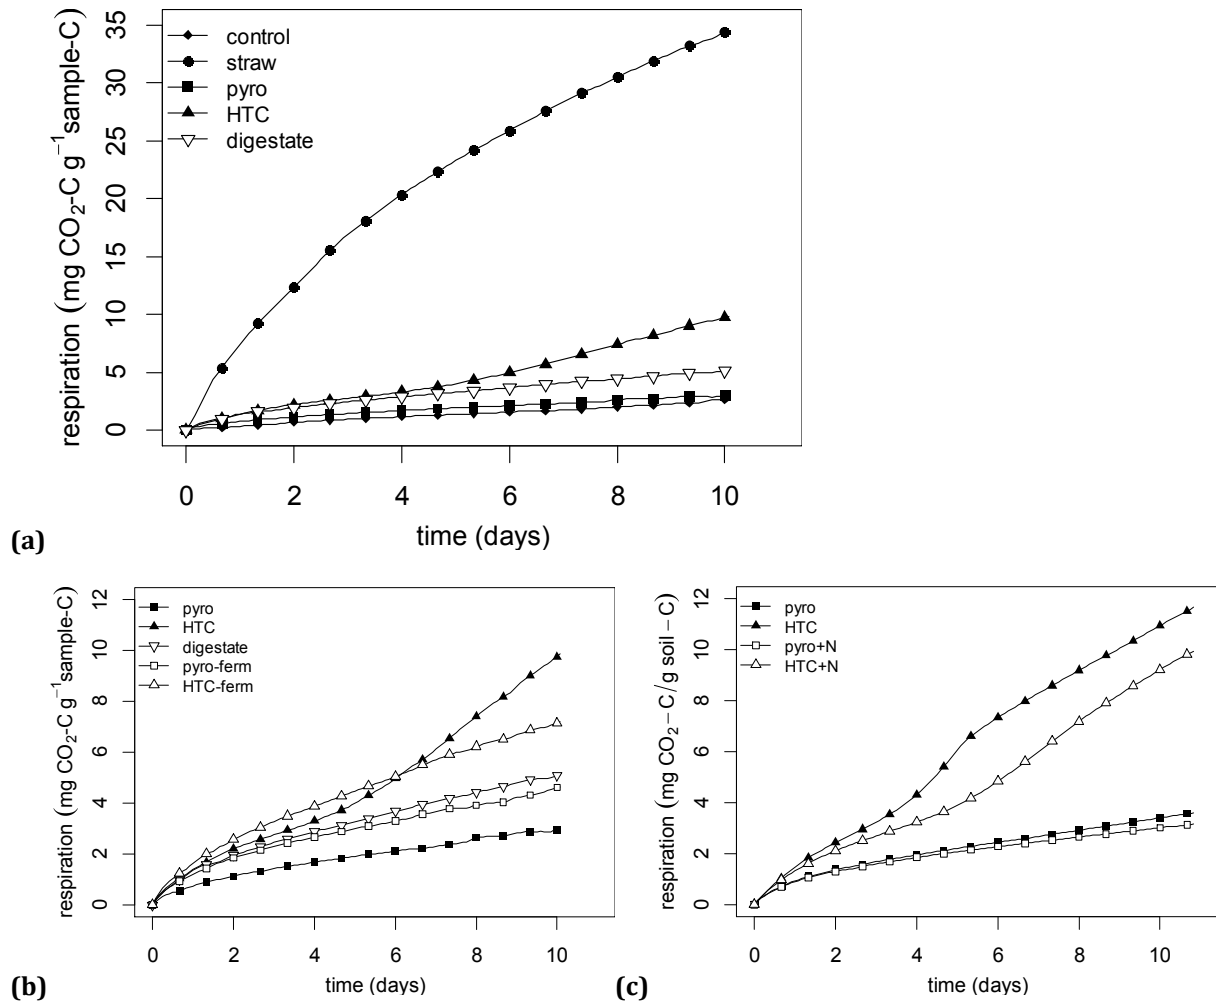 respiration (mg CO₂-C g⁻¹sample-C)
35
30
25
20
15
10
5
0
control
straw
pyro
HTC
digestate
0 2 4 6 8 10
time (days)
(a)
respiration (mg CO₂-C g⁻¹sample-C)
12
10
8
6
4
2
0
pyro
HTC
digestate
pyro-ferm
HTC-ferm
0 2 4 6 8 10
time (days)
(b)
respiration (mg CO₂ – C/g soil – C)
12
10
8
6
4
2
0
pyro
HTC
pyro+N
HTC+N
0 2 4 6 8 10
time (days)
(c)